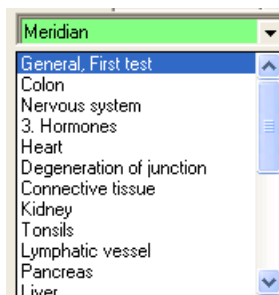 Meridian
General, First test
Colon
Nervous system
3. Hormones
Heart
Degeneration of junction
Connective tissue
Kidney
Tonsils
Lymphatic vessel
Pancreas
Liver